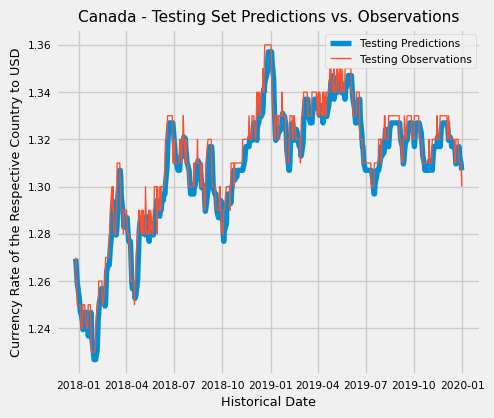 Canada - Testing Set Predictions vs. Observations
Testing Predictions
Testing Observations
Currency Rate of the Respective Country to USD
1.36
1.34
1.32
1.30
1.28
1.26
1.24
2018-01 2018-04 2018-07 2018-10 2019-01 2019-04 2019-07 2019-10 2020-01
Historical Date